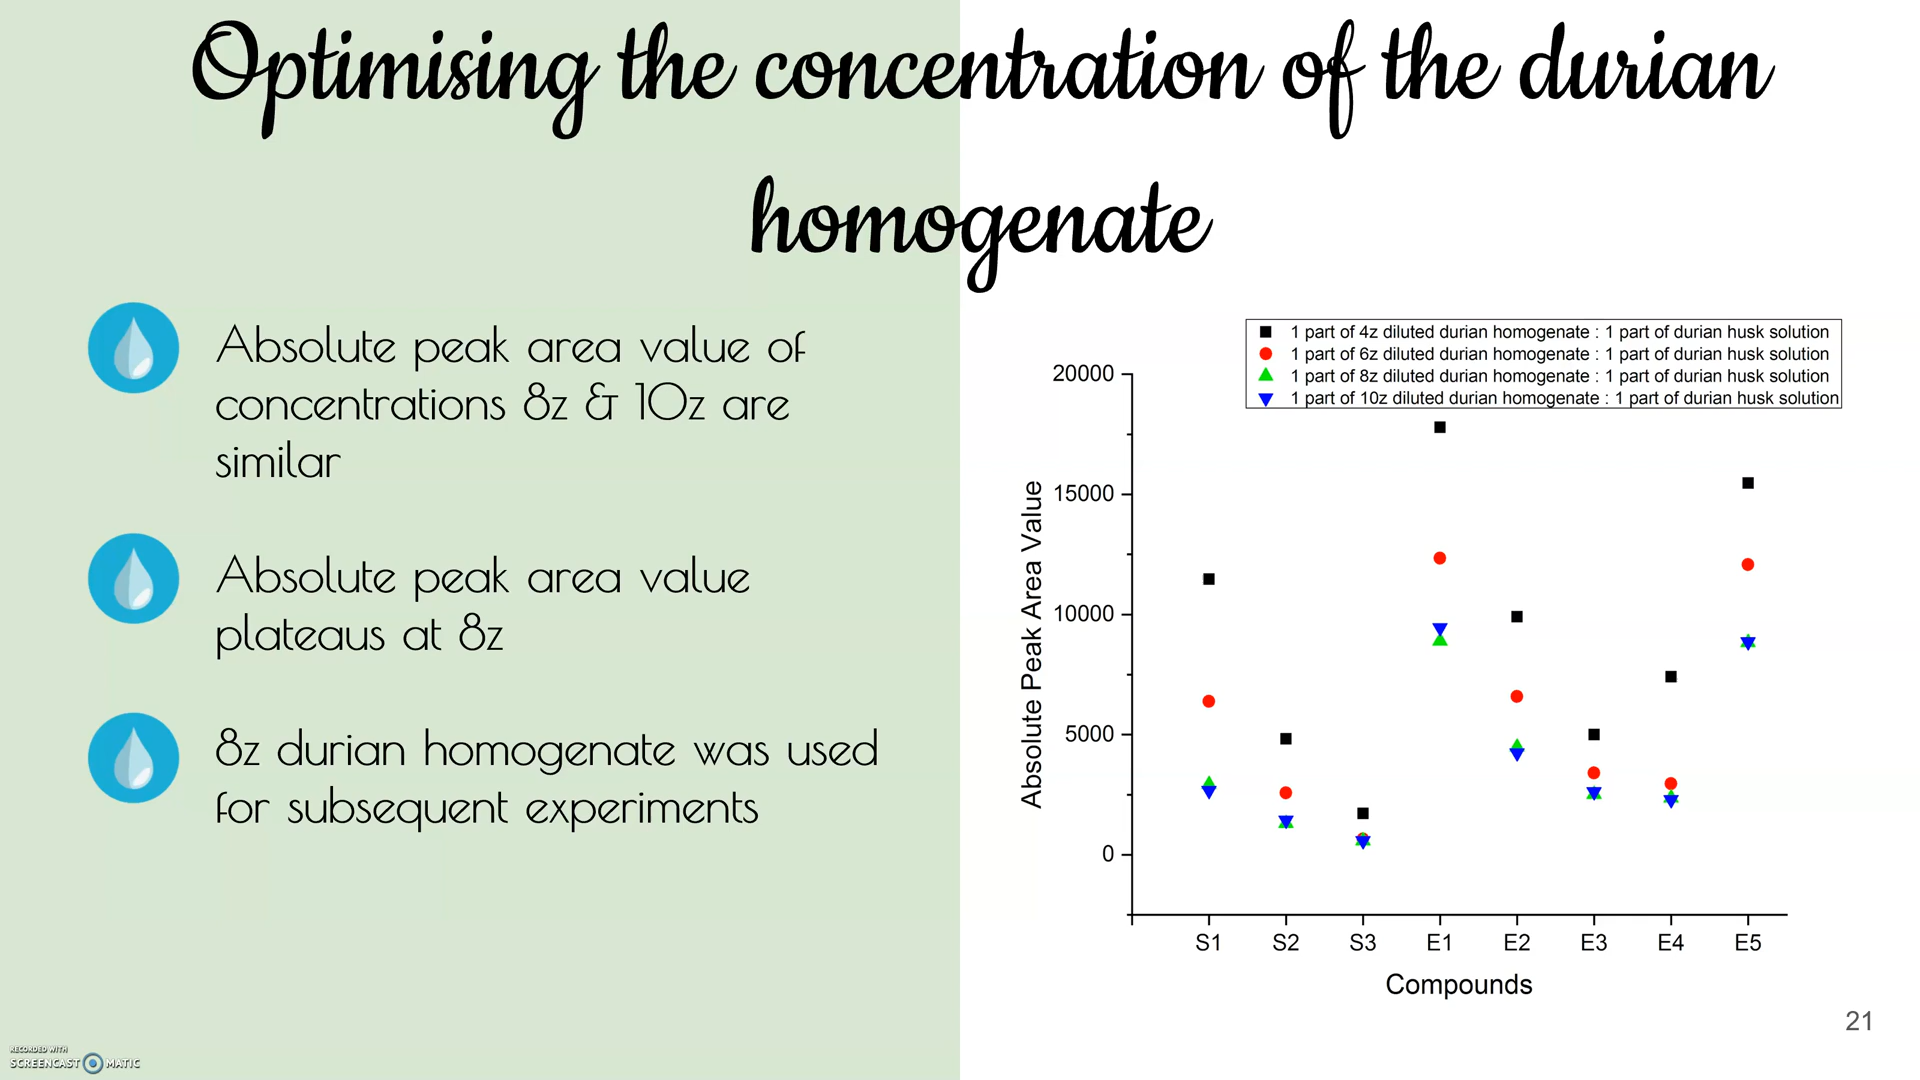 Optimising the concentration of the durian
homogenate
Absolute peak area value of
concentrations 8z & 10z are
similar
Absolute peak area value
plateaus at 8z
8z durian homogenate was used
for subsequent experiments
1 part of 4z diluted durian homogenate : 1 part of durian husk solution
1 part of 6z diluted durian homogenate : 1 part of durian husk solution
1 part of 8z diluted durian homogenate : 1 part of durian husk solution
1 part of 10z diluted durian homogenate : 1 part of durian husk solution
Absolute Peak Area Value
20000
15000
10000
5000
0
S1 S2 S3 E1 E2 E3 E4 E5
Compounds
21
RECORDED WITH
SCREENCAST MATIC